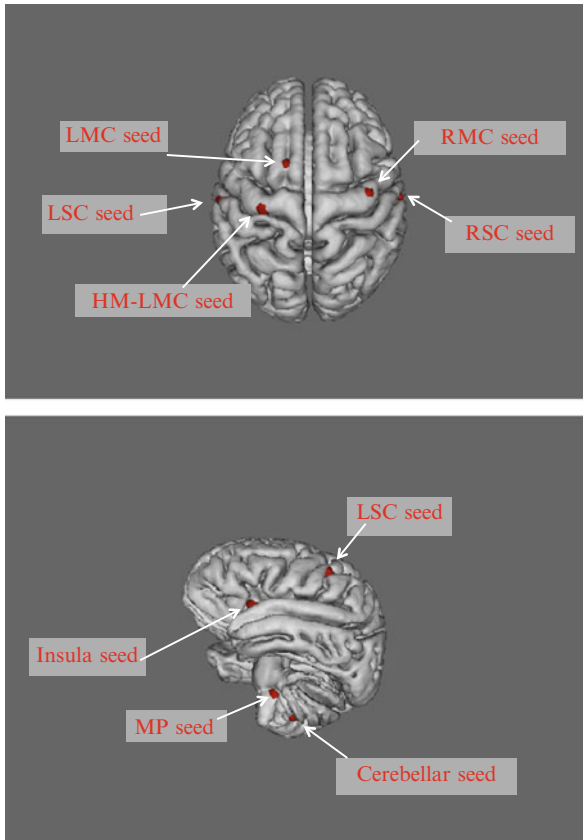 LMC seed
RMC seed
LSC seed
RSC seed
HM-LMC seed
LSC seed
Insula seed
MP seed
Cerebellar seed